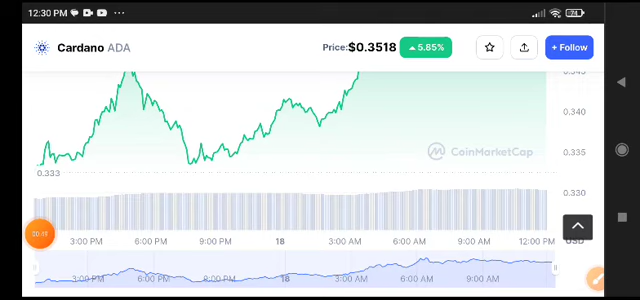 12:30 PM
74
Cardano ADA
Price: $0.3518
5.85%
+ Follow
0.345
0.340
CoinMarketCap
0.335
0.333
0.330
3:00 PM 6:00 PM 9:00 PM 18 3:00 AM 6:00 AM 9:00 AM 12:00 PM
USD
3:00 PM 6:00 PM 9:00 PM 18 3:00 AM 6:00 AM 9:00 AM